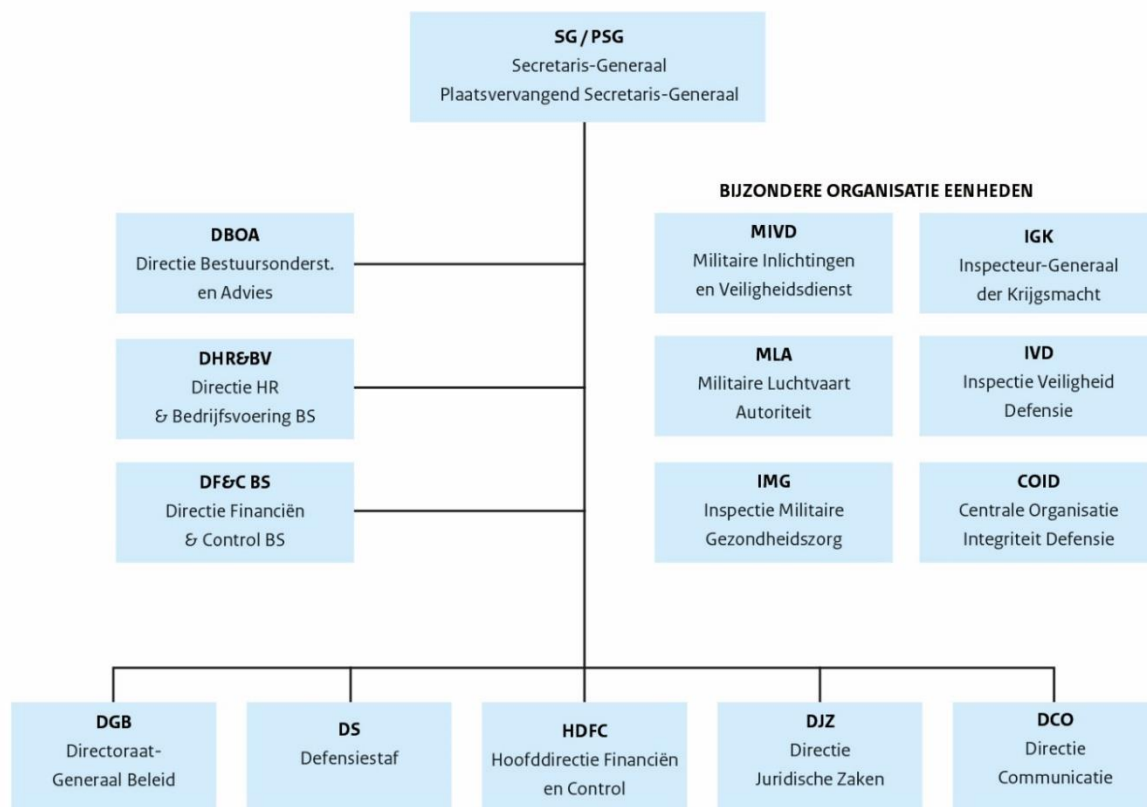 SG / PSG
Secretaris-Generaal
Plaatsvervangend Secretaris-Generaal
BIJZONDERE ORGANISATIE EENHEDEN
DBOA
Directie Bestuursonderst.
en Advies
MIVD
Militaire Inlichtingen
en Veiligheidsdienst
IGK
Inspecteur-Generaal
der Krijgsmacht
DHR&BV
Directie HR
& Bedrijfsvoering BS
MLA
Militaire Luchtvaart
Autoriteit
IVD
Inspectie Veiligheid
Defensie
DF&C BS
Directie Financiën
& Control BS
IMG
Inspectie Militaire
Gezondheidszorg
COID
Centrale Organisatie
Integriteit Defensie
DGB
Directoraat-
Generaal Beleid
DS
Defensiestaf
HDFC
Hoofddirectie Financiën
en Control
DJZ
Directie
Juridische Zaken
DCO
Directie
Communicatie